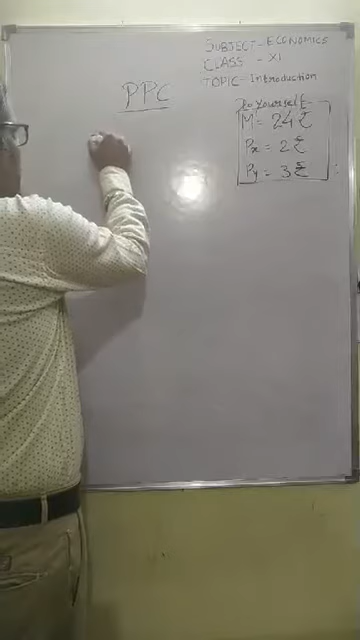 SUBJECT - ECONOMICS
CLASS - XI
TOPIC - Introduction
PPC
Do yourself :-
M = 24 ₹
Px = 2 ₹
Py = 3 ₹